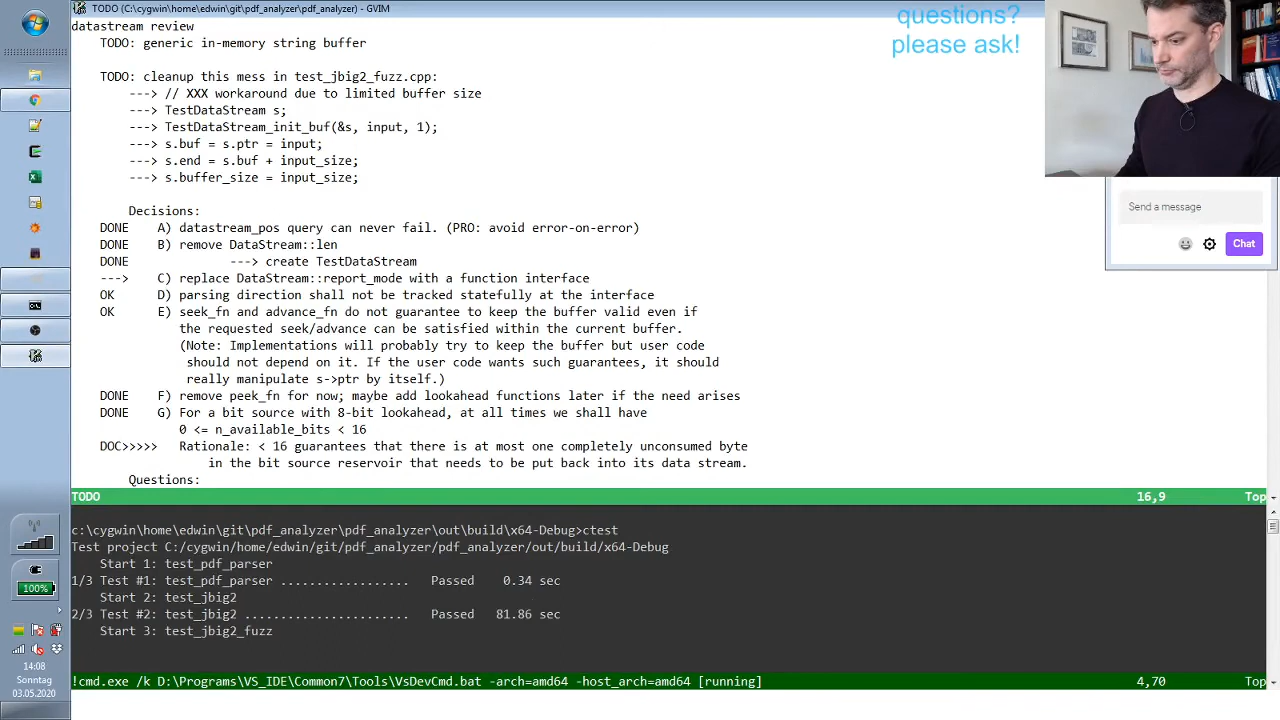 TODO (C:\cygwin\home\edwin\git\pdf_analyzer\pdf_analyzer) - GVIM
datastream review
TODO: generic in-memory string buffer
TODO: cleanup this mess in test_jbig2_fuzz.cpp:
---> // XXX workaround due to limited buffer size
---> TestDataStream s;
---> TestDataStream_init_buf(&s, input, 1);
---> s.buf = s.ptr = input;
---> s.end = s.buf + input_size;
---> s.buffer_size = input_size;
Decisions:
DONE A) datastream_pos query can never fail. (PRO: avoid error-on-error)
DONE B) remove DataStream::len
DONE ---> create TestDataStream
---> C) replace DataStream::report_mode with a function interface
OK D) parsing direction shall not be tracked statefully at the interface
OK E) seek_fn and advance_fn do not guarantee to keep the buffer valid even if
the requested seek/advance can be satisfied within the current buffer.
(Note: Implementations will probably try to keep the buffer but user code
should not depend on it. If the user code wants such guarantees, it should
really manipulate s->ptr by itself.)
DONE F) remove peek_fn for now; maybe add lookahead functions later if the need arises
DONE G) For a bit source with 8-bit lookahead, at all times we shall have
0 <= n_available_bits < 16
DOC>>>>> Rationale: < 16 guarantees that there is at most one completely unconsumed byte
in the bit source reservoir that needs to be put back into its data stream.
Questions:
TODO 16,9 Top
c:\cygwin\home\edwin\git\pdf_analyzer\pdf_analyzer\out\build\x64-Debug>ctest
Test project C:/cygwin/home/edwin/git/pdf_analyzer/pdf_analyzer/out/build/x64-Debug
Start 1: test_pdf_parser
1/3 Test #1: test_pdf_parser .................. Passed 0.34 sec
Start 2: test_jbig2
2/3 Test #2: test_jbig2 ....................... Passed 81.86 sec
Start 3: test_jbig2_fuzz
!cmd.exe /k D:\Programs\VS_IDE\Common7\Tools\VsDevCmd.bat -arch=amd64 -host_arch=amd64 [running] 4,70 Top
questions?
please ask!
Send a message
Chat
100%
14:08
Sonntag
03.05.2020